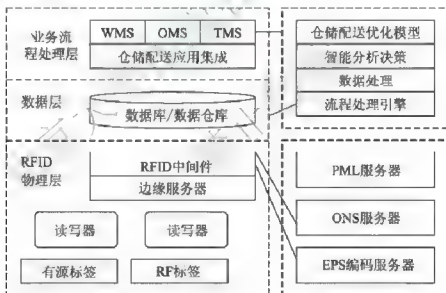 业务流程处理层
WMS OMS TMS
仓储配送应用集成
仓储配送优化模型
智能分析决策
数据处理
流程处理引擎
数据层
数据库/数据仓库
RFID
物理层
RFID中间件
边缘服务器
读写器 读写器
有源标签 RF标签
PML服务器
ONS服务器
EPS编码服务器